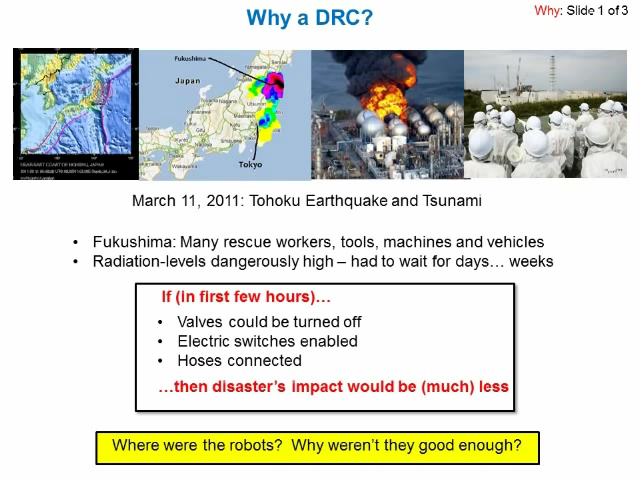 Why a DRC?
Why: Slide 1 of 3
Fukushima
Japan
Tokyo
March 11, 2011: Tohoku Earthquake and Tsunami
• Fukushima: Many rescue workers, tools, machines and vehicles
• Radiation-levels dangerously high – had to wait for days… weeks
If (in first few hours)…
• Valves could be turned off
• Electric switches enabled
• Hoses connected
…then disaster's impact would be (much) less
Where were the robots? Why weren't they good enough?